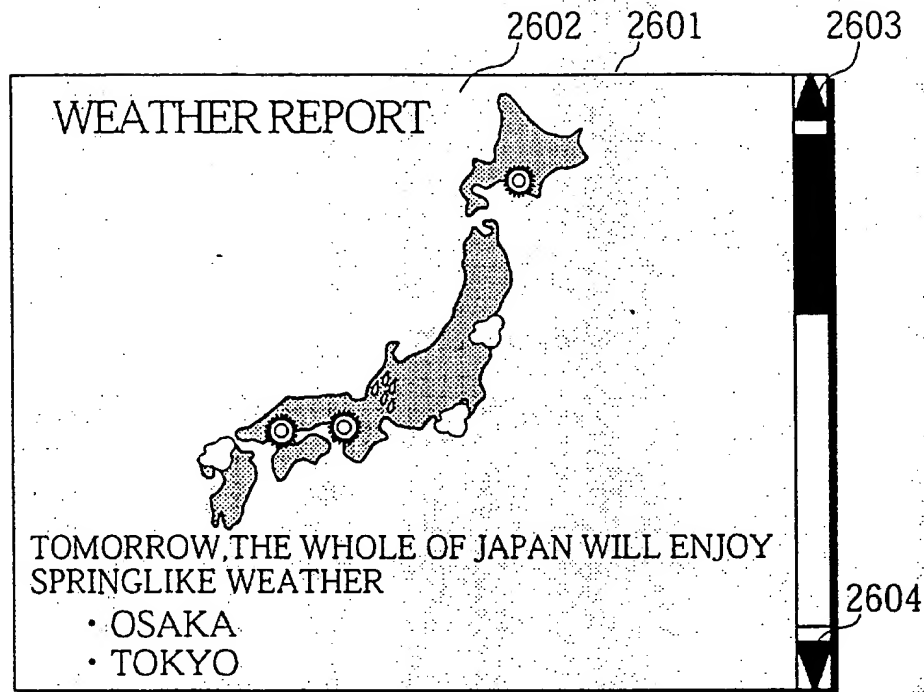 2602 2601 2603
WEATHER REPORT
TOMORROW,THE WHOLE OF JAPAN WILL ENJOY
SPRINGLIKE WEATHER
2604
・OSAKA
・TOKYO